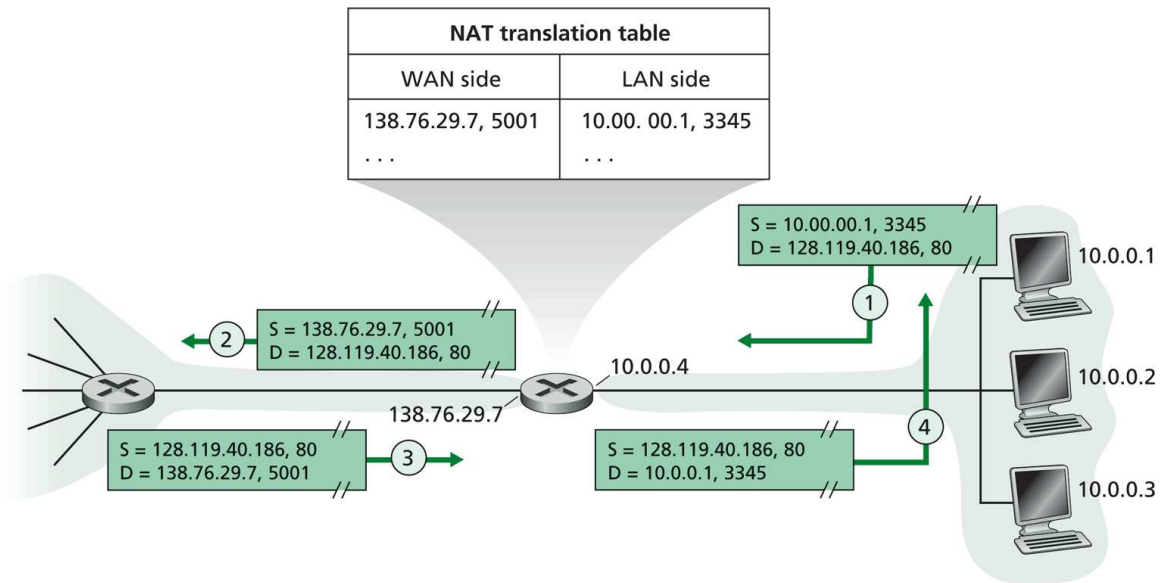 NAT translation table
WAN side
LAN side
138.76.29.7, 5001
10.00. 00.1, 3345
. . .
. . .
S = 10.00.00.1, 3345
D = 128.119.40.186, 80
10.0.0.1
1
2
S = 138.76.29.7, 5001
D = 128.119.40.186, 80
10.0.0.4
10.0.0.2
138.76.29.7
S = 128.119.40.186, 80
D = 138.76.29.7, 5001
3
S = 128.119.40.186, 80
D = 10.0.0.1, 3345
4
10.0.0.3